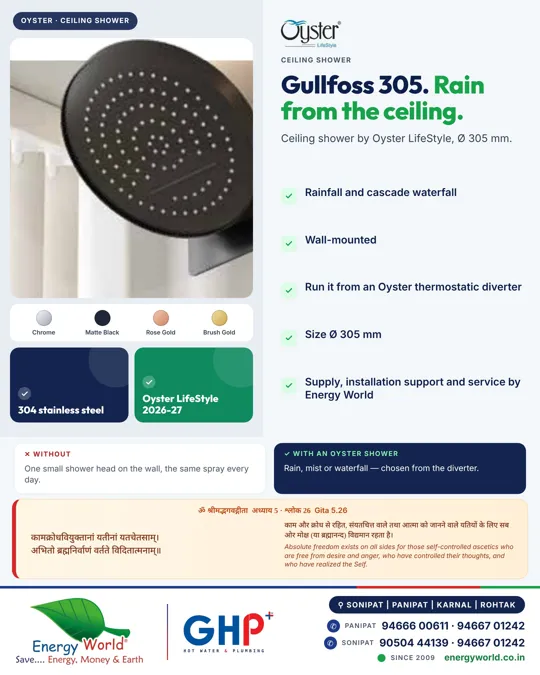 OYSTER · CEILING SHOWER
Oyster®
LifeStyle
CEILING SHOWER
Gullfoss 305. Rain
from the ceiling.
Ceiling shower by Oyster LifeStyle, Ø 305 mm.
Rainfall and cascade waterfall
Wall-mounted
Run it from an Oyster thermostatic diverter
Size Ø 305 mm
Supply, installation support and service by
Energy World
Chrome
Matte Black
Rose Gold
Brush Gold
304 stainless steel
Oyster LifeStyle
2026-27
✕ WITHOUT
One small shower head on the wall, the same spray every
day.
✓ WITH AN OYSTER SHOWER
Rain, mist or waterfall — chosen from the diverter.
ॐ श्रीमद्भगवद्गीता अध्याय 5 · श्लोक 26 Gita 5.26
कामक्रोधवियुक्तानां यतीनां यतचेतसाम्।
अभितो ब्रह्मनिर्वाणं वर्तते विदितात्मनाम्॥
काम और क्रोध से रहित, संयतचित्त वाले तथा आत्मा को जानने वाले यतियों के लिए सब
ओर मोक्ष (या ब्रह्मानन्द) विद्यमान रहता है।
Absolute freedom exists on all sides for those self-controlled ascetics who
are free from desire and anger, who have controlled their thoughts, and
who have realized the Self.
Energy World®
Save.... Energy, Money & Earth
GHP+
HOT WATER & PLUMBING
SONIPAT | PANIPAT | KARNAL | ROHTAK
PANIPAT 94666 00611 · 94667 01242
SONIPAT 90504 44139 · 94667 01242
SINCE 2009 energyworld.co.in